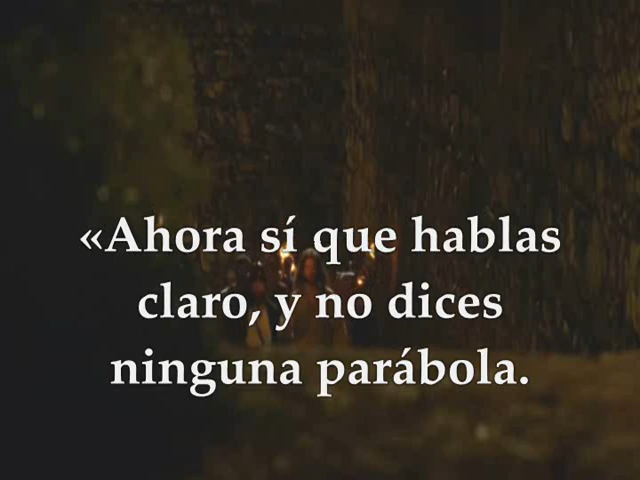 «Ahora sí que hablas
claro, y no dices
ninguna parábola.